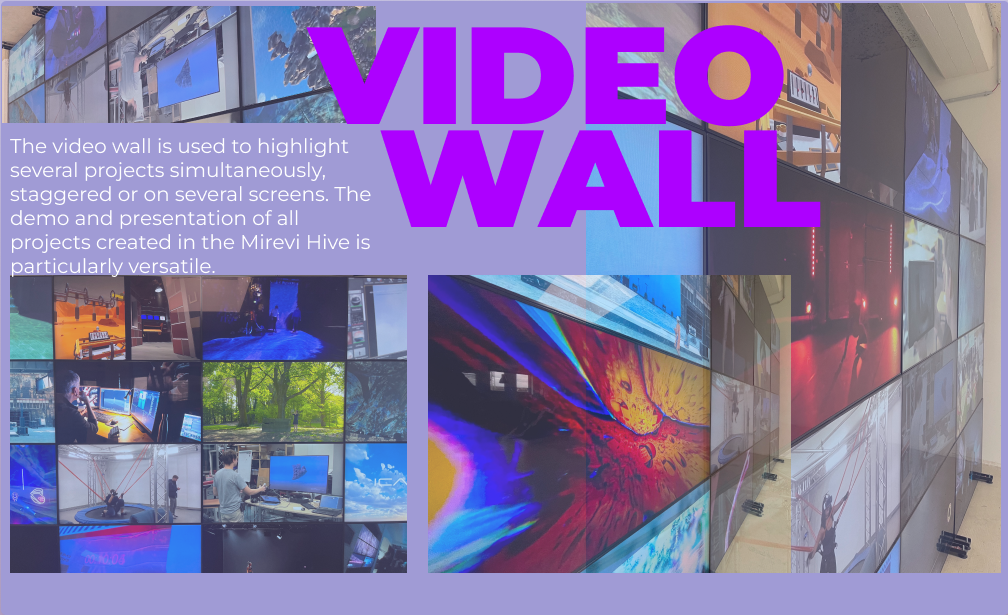 VIDEO
WALL
The video wall is used to highlight
several projects simultaneously,
staggered or on several screens. The
demo and presentation of all
projects created in the Mirevi Hive is
particularly versatile.